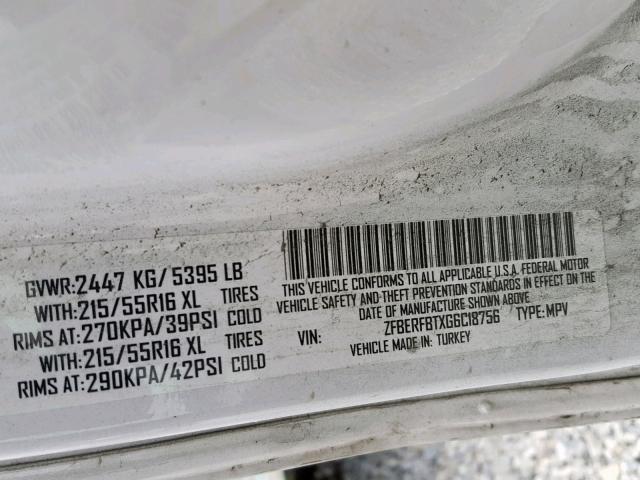 GVWR:2447 KG/ 5395 LB
WITH:215/55R16 XL TIRES
RIMS AT:270KPA/39PSI COLD
WITH:215/55R16 XL TIRES
RIMS AT:290KPA/42PSI COLD
THIS VEHICLE CONFORMS TO ALL APPLICABLE U.S.A. FEDERAL MOTOR
VEHICLE SAFETY AND THEFT PREVENTION STANDARDS IN EFFECT ON THE
DATE OF MANUFACTURE SHOWN ABOVE
VIN: ZFBERFBTXG6C18756 TYPE: MPV
VEHICLE MADE IN: TURKEY